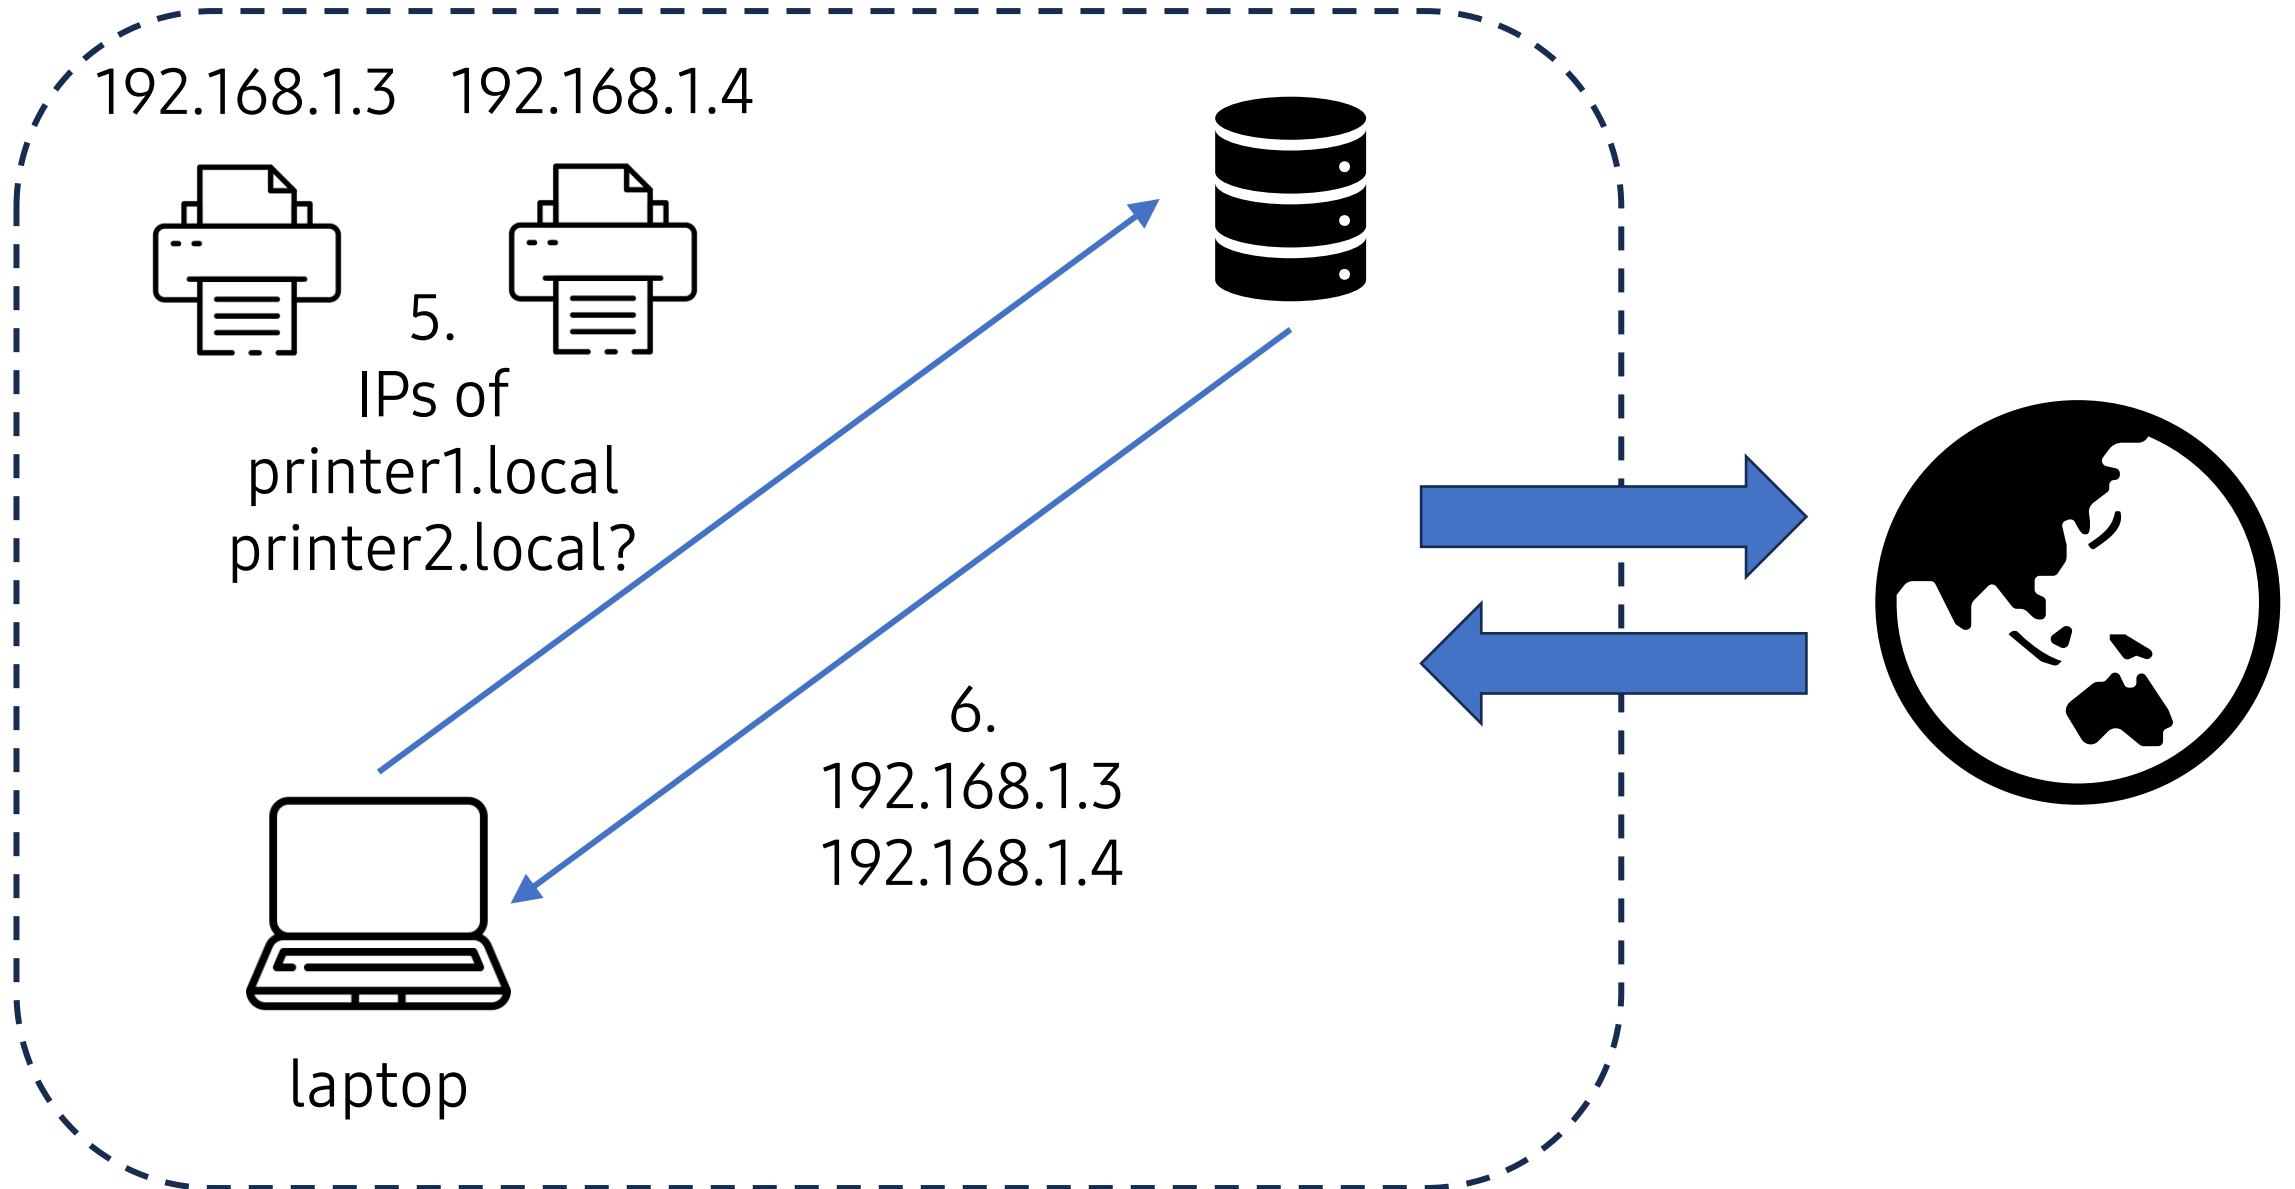 192.168.1.3
192.168.1.4
5.
IPs of
printer1.local
printer2.local?
6.
192.168.1.3
192.168.1.4
laptop